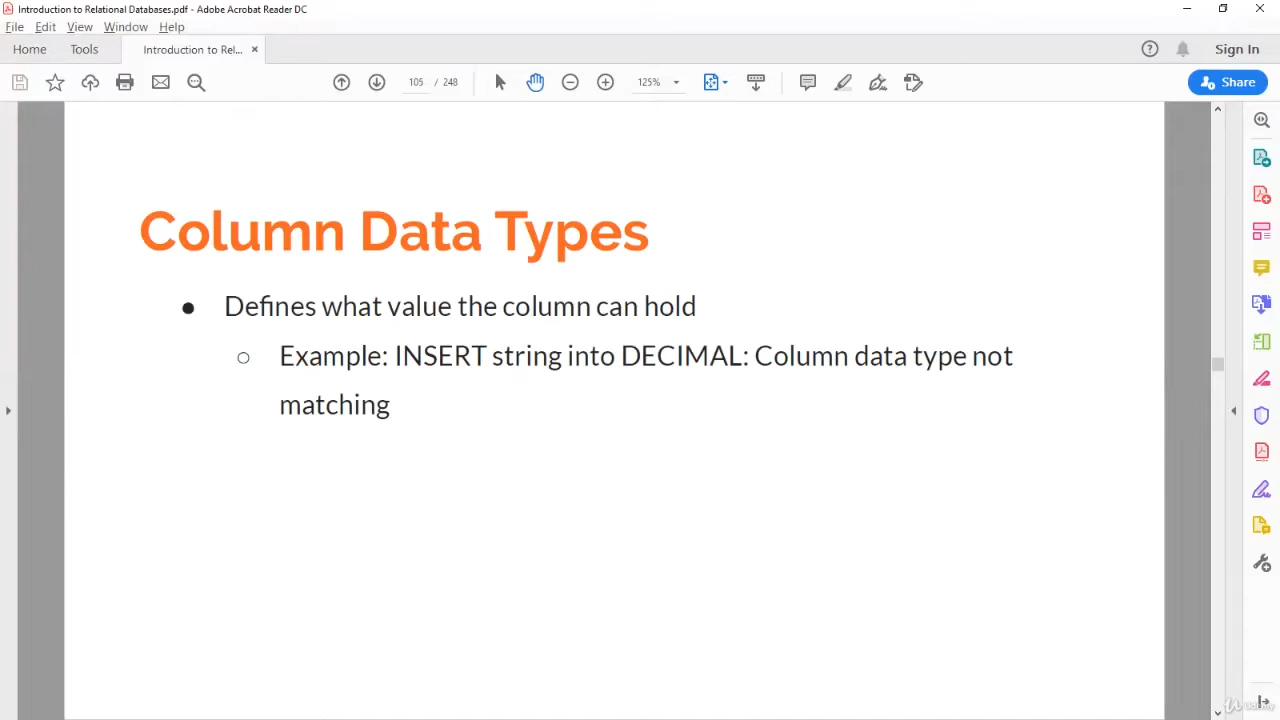 Introduction to Relational Databases.pdf - Adobe Acrobat Reader DC
File Edit View Window Help
Home Tools Introduction to Rel... × Sign In
105 / 248 125% Share
Column Data Types
● Defines what value the column can hold
○ Example: INSERT string into DECIMAL: Column data type not
matching
Udemy